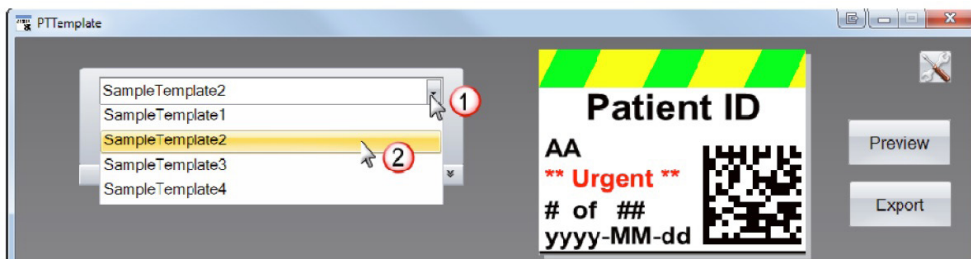 PTTemplate
SampleTemplate2
1
SampleTemplate1
SampleTemplate2
2
SampleTemplate3
SampleTemplate4
Patient ID
AA
** Urgent **
# of ##
yyyy-MM-dd
Preview
Export